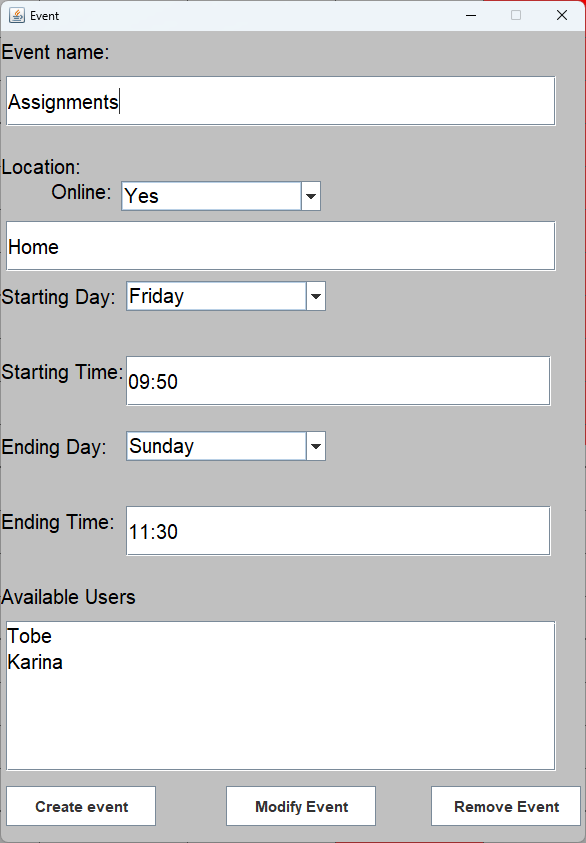 Event
Event name:
Assignments
Location:
Online: Yes
Home
Starting Day: Friday
Starting Time: 09:50
Ending Day: Sunday
Ending Time: 11:30
Available Users
Tobe
Karina
Create event Modify Event Remove Event